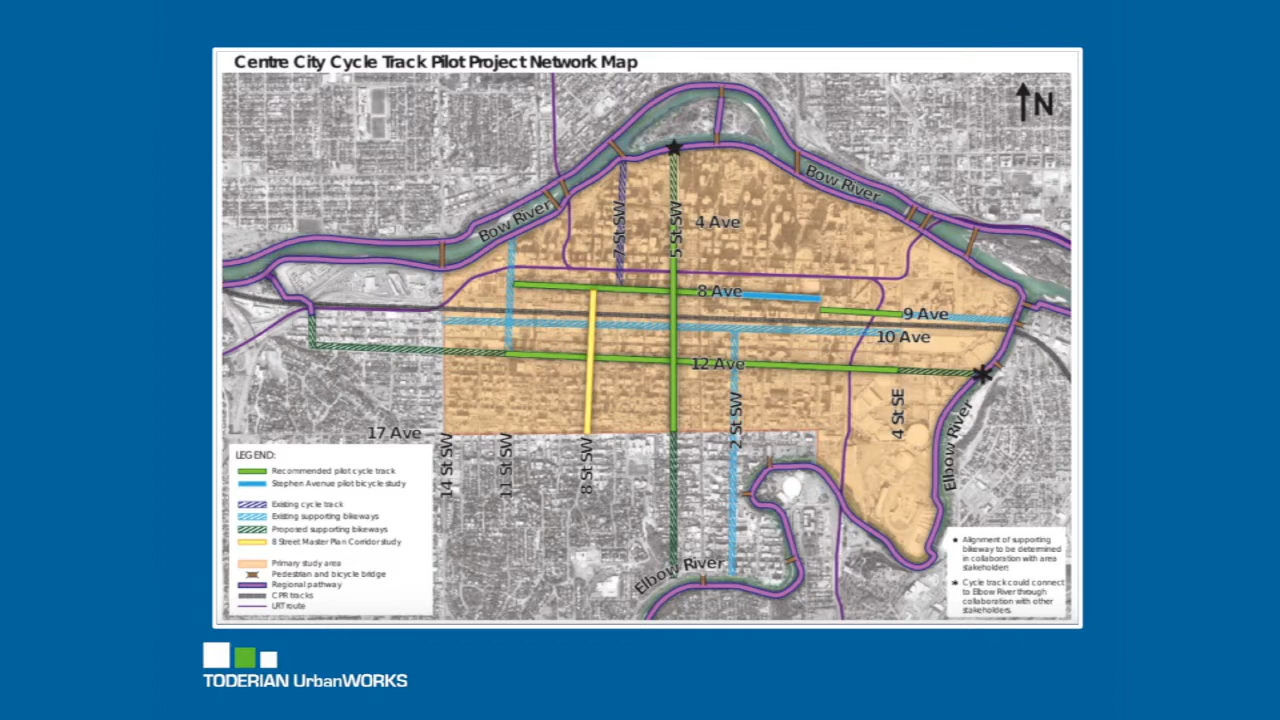 Centre City Cycle Track Pilot Project Network Map
N
Bow River
Bow River
7 St SW
5 St SW
4 Ave
8 Ave
9 Ave
10 Ave
12 Ave
17 Ave
14 St SW
11 St SW
8 St SW
2 St SW
4 St SE
Elbow River
Elbow River
LEGEND:
Recommended pilot cycle track
Stephen Avenue pilot bicycle study
Existing cycle track
Existing supporting bikeways
Proposed supporting bikeways
8 Street Master Plan Corridor study
Primary study area
Pedestrian and bicycle bridge
Regional pathway
CPR tracks
LRT route
Alignment of supporting
bikeway to be determined
in collaboration with area
stakeholders
Cycle track could connect
to Elbow River through
collaboration with other
stakeholders.
TODERIAN UrbanWORKS